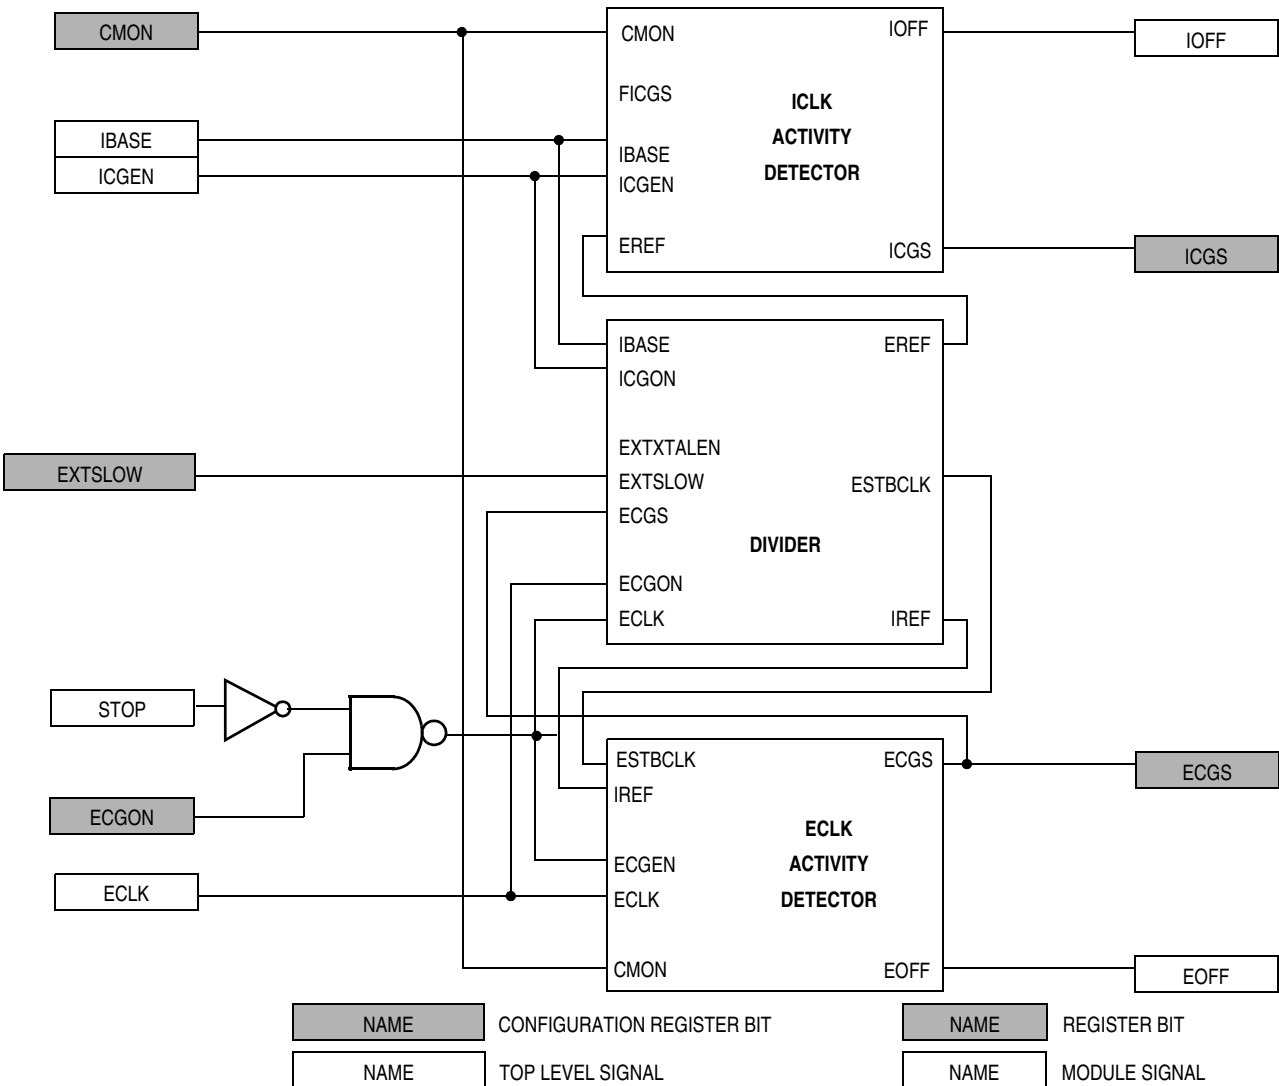 CMON
CMON
IOFF
IOFF
FICGS
ICLK
ACTIVITY
DETECTOR
IBASE
IBASE
ICGEN
ICGEN
EREF
ICGS
ICGS
IBASE
EREF
ICGON
EXTXTALEN
EXTSLOW
EXTSLOW
ESTBCLK
ECGS
DIVIDER
ECGON
ECLK
IREF
STOP
ESTBCLK
ECGS
ECGS
IREF
ECGON
ECLK
ACTIVITY
DETECTOR
ECGEN
ECLK
ECLK
CMON
EOFF
EOFF
NAME CONFIGURATION REGISTER BIT
NAME REGISTER BIT
NAME TOP LEVEL SIGNAL
NAME MODULE SIGNAL